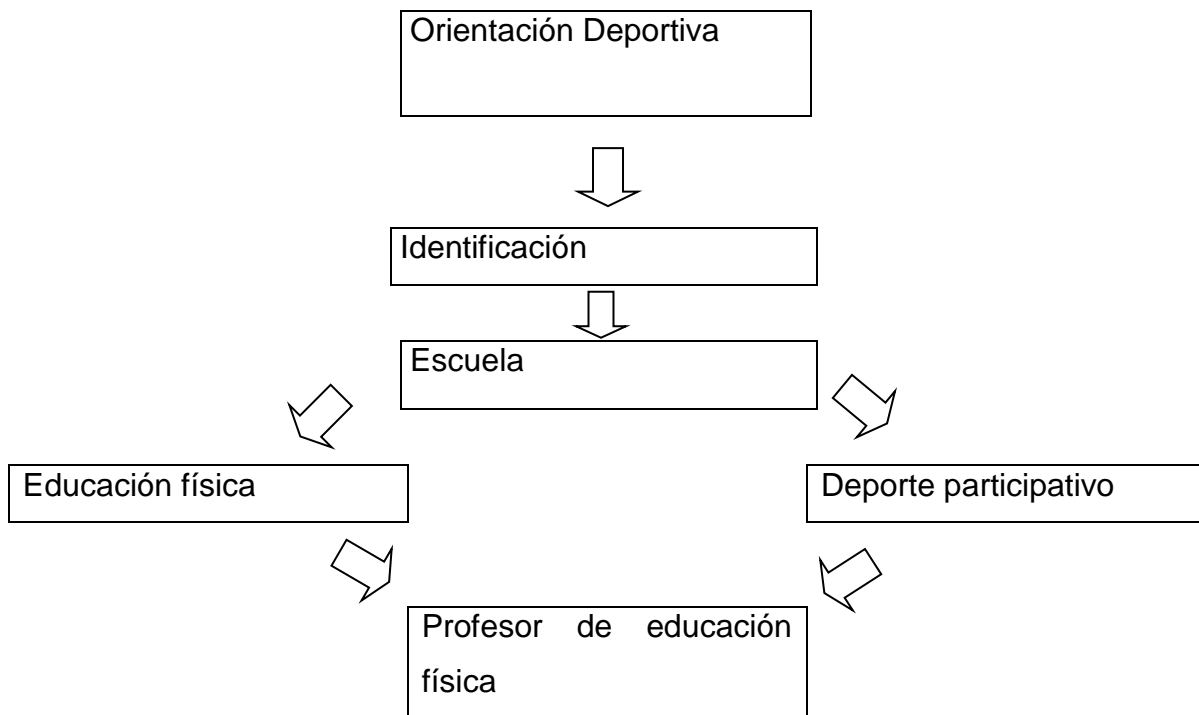 Orientación Deportiva
Identificación
Escuela
Educación física
Deporte participativo
Profesor de educación
física